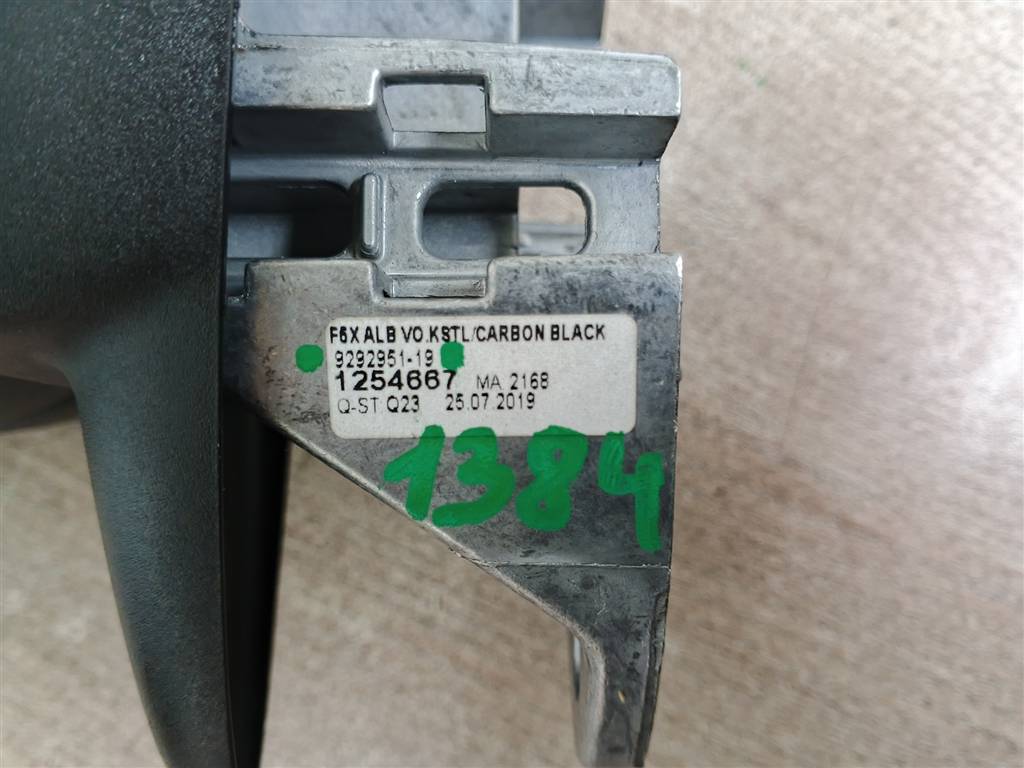 F6X ALB VO.KSTL/CARBON BLACK
9292951-19
1254667 MA 2168
Q-ST Q23 25.07.2019
1384